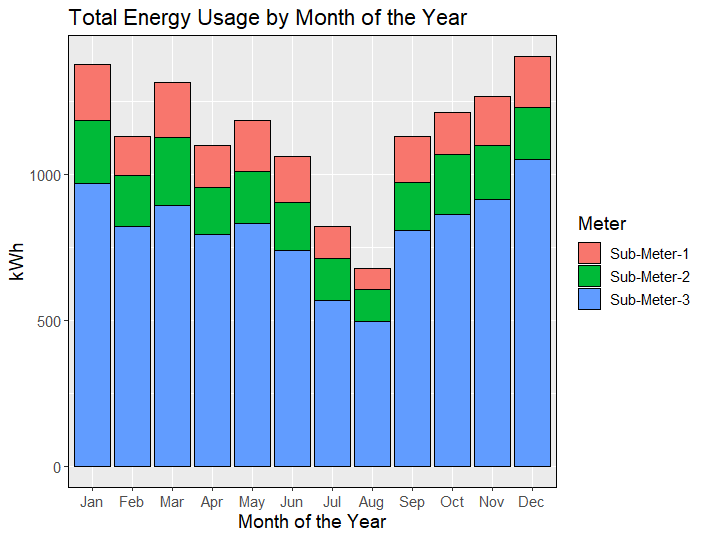 Total Energy Usage by Month of the Year
kWh
1000
500
0
Jan Feb Mar Apr May Jun Jul Aug Sep Oct Nov Dec
Month of the Year
Meter
Sub-Meter-1
Sub-Meter-2
Sub-Meter-3